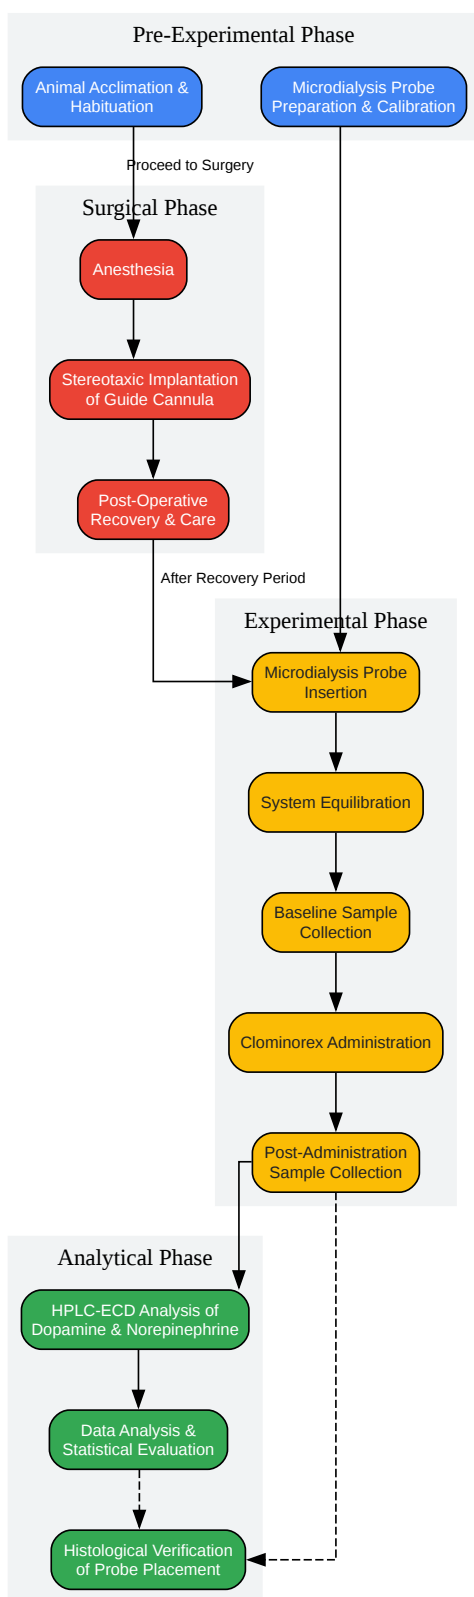 Pre-Experimental Phase
Animal Acclimation &
Habituation
Microdialysis Probe
Preparation & Calibration
Proceed to Surgery
Surgical Phase
Anesthesia
Stereotaxic Implantation
of Guide Cannula
Post-Operative
Recovery & Care
After Recovery Period
Experimental Phase
Microdialysis Probe
Insertion
System Equilibration
Baseline Sample
Collection
Clominorex Administration
Post-Administration
Sample Collection
Analytical Phase
HPLC-ECD Analysis of
Dopamine & Norepinephrine
Data Analysis &
Statistical Evaluation
Histological Verification
of Probe Placement